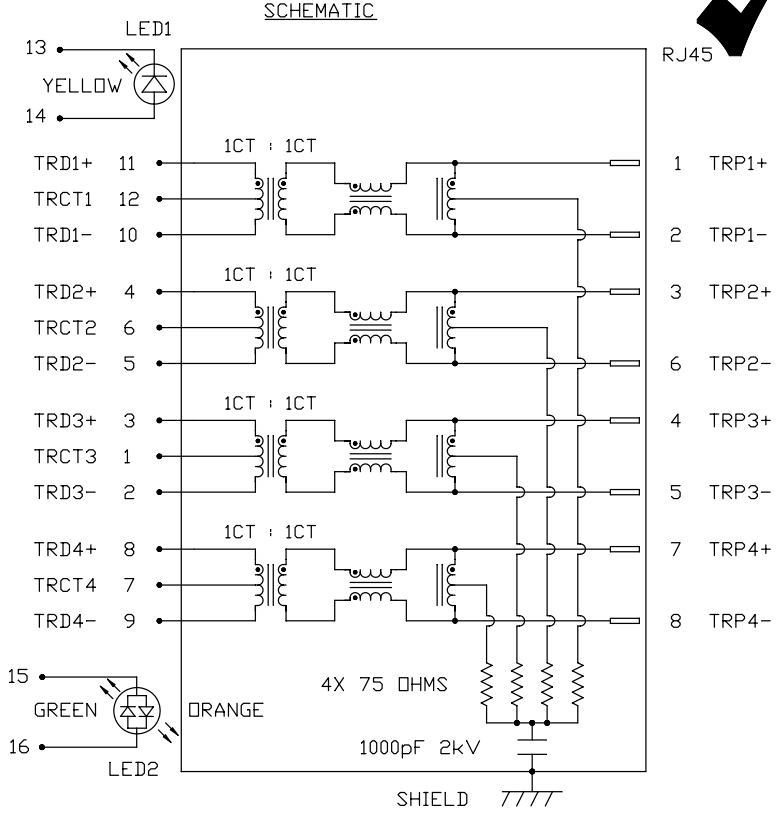 SCHEMATIC
LED1
13
RJ45
YELLOW
14
1CT : 1CT
TRD1+ 11 1 TRP1+
TRCT1 12
TRD1- 10 2 TRP1-
1CT : 1CT
TRD2+ 4 3 TRP2+
TRCT2 6
TRD2- 5 6 TRP2-
1CT : 1CT
TRD3+ 3 4 TRP3+
TRCT3 1
TRD3- 2 5 TRP3-
1CT : 1CT
TRD4+ 8 7 TRP4+
TRCT4 7
TRD4- 9 8 TRP4-
15
4X 75 OHMS
GREEN ORANGE
16
1000pF 2kV
LED2
SHIELD